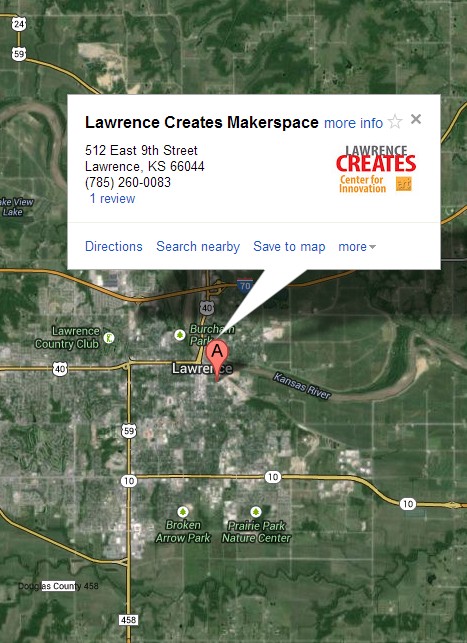 24
59
Lawrence Creates Makerspace more info
512 East 9th Street
Lawrence, KS 66044
(785) 260-0083
1 review
LAWRENCE
CREATES
Center for
Innovation
Directions Search nearby Save to map more
ake View
Lake
70
40
Lawrence
Country Club
Burcham
Park
A
40
Lawrence
40
Kansas River
59
10
10
10
Broken
Arrow Park
Prairie Park
Nature Center
Douglas County 458
458